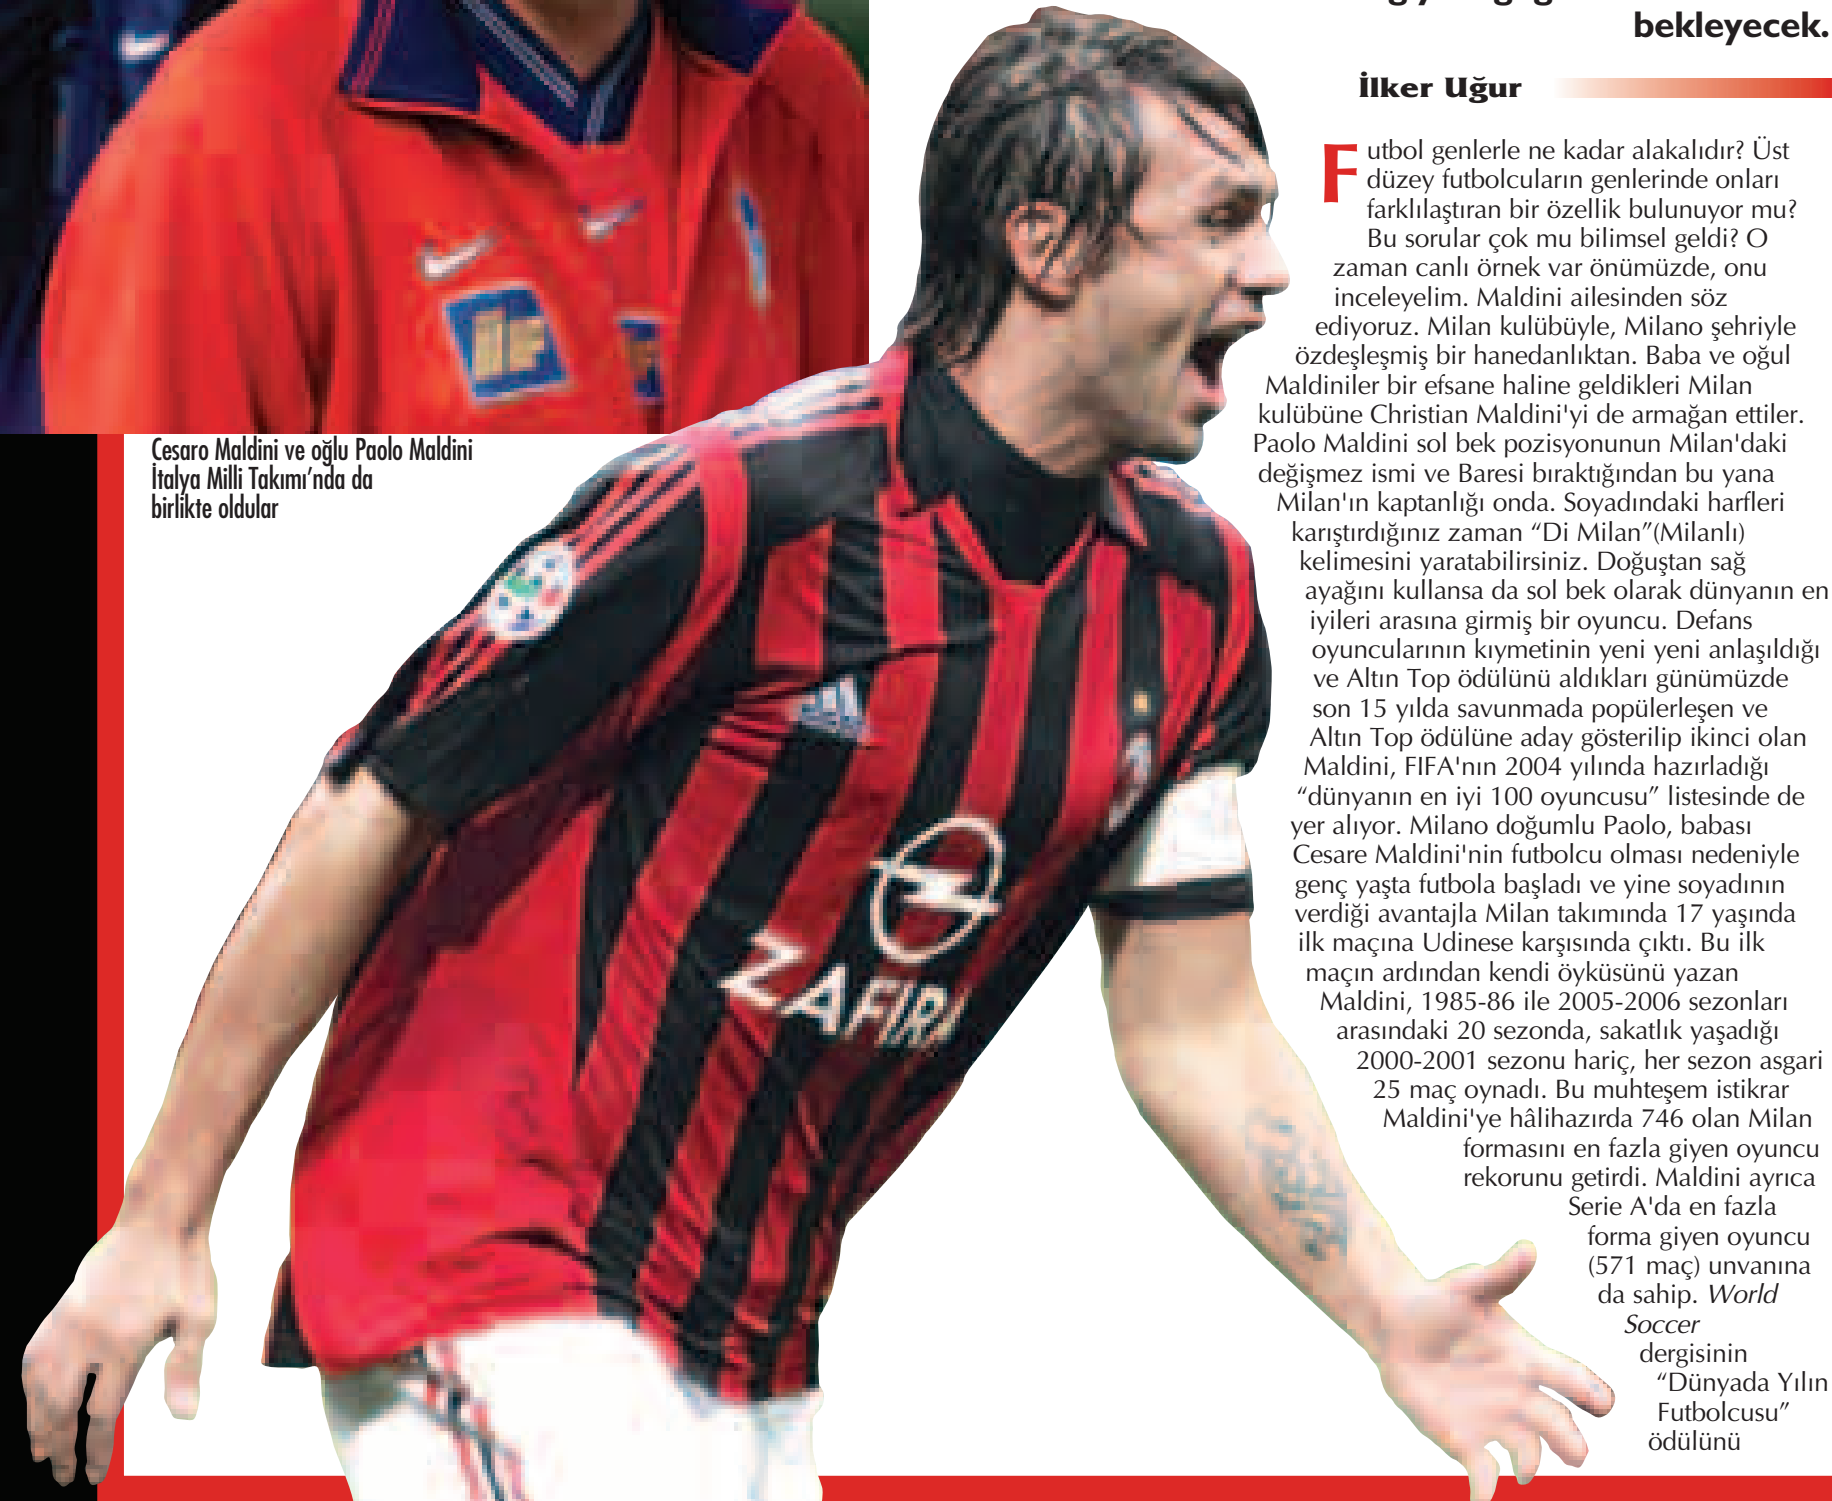 bekleyecek.
İlker Uğur
Futbol genlerle ne kadar alakalıdır? Üst
düzey futbolcuların genlerinde onları
farklılaştıran bir özellik bulunuyor mu?
Bu sorular çok mu bilimsel geldi? O
zaman canlı örnek var önümüzde, onu
inceleyelim. Maldini ailesinden söz
ediyoruz. Milan kulübüyle, Milano şehriyle
özdeşleşmiş bir hanedanlıktan. Baba ve oğul
Maldiniler bir efsane haline geldikleri Milan
kulübüne Christian Maldini'yi de armağan ettiler.
Paolo Maldini sol bek pozisyonunun Milan'daki
değişmez ismi ve Baresi bıraktığından bu yana
Milan'ın kaptanlığı onda. Soyadındaki harfleri
karıştırdığınız zaman “Di Milan”(Milanlı)
kelimesini yaratabilirsiniz. Doğuştan sağ
ayağını kullansa da sol bek olarak dünyanın en
iyileri arasına girmiş bir oyuncu. Defans
oyuncularının kıymetinin yeni yeni anlaşıldığı
ve Altın Top ödülünü aldıkları günümüzde
son 15 yılda savunmada popülerleşen ve
Altın Top ödülüne aday gösterilip ikinci olan
Maldini, FIFA'nın 2004 yılında hazırladığı
“dünyanın en iyi 100 oyuncusu” listesinde de
yer alıyor. Milano doğumlu Paolo, babası
Cesare Maldini'nin futbolcu olması nedeniyle
genç yaşta futbola başladı ve yine soyadının
verdiği avantajla Milan takımında 17 yaşında
ilk maçına Udinese karşısında çıktı. Bu ilk
maçın ardından kendi öyküsünü yazan
Maldini, 1985-86 ile 2005-2006 sezonları
arasındaki 20 sezonda, sakatlık yaşadığı
2000-2001 sezonu hariç, her sezon asgari
25 maç oynadı. Bu muhteşem istikrar
Maldini'ye hâlihazırda 746 olan Milan
formasını en fazla giyen oyuncu
rekorunu getirdi. Maldini ayrıca
Serie A'da en fazla
forma giyen oyuncu
(571 maç) unvanına
da sahip. World
Soccer
dergisinin
“Dünyada Yılın
Futbolcusu”
ödülünü
Cesaro Maldini ve oğlu Paolo Maldini
İtalya Milli Takımı’nda da
birlikte oldular
ZAFIRA